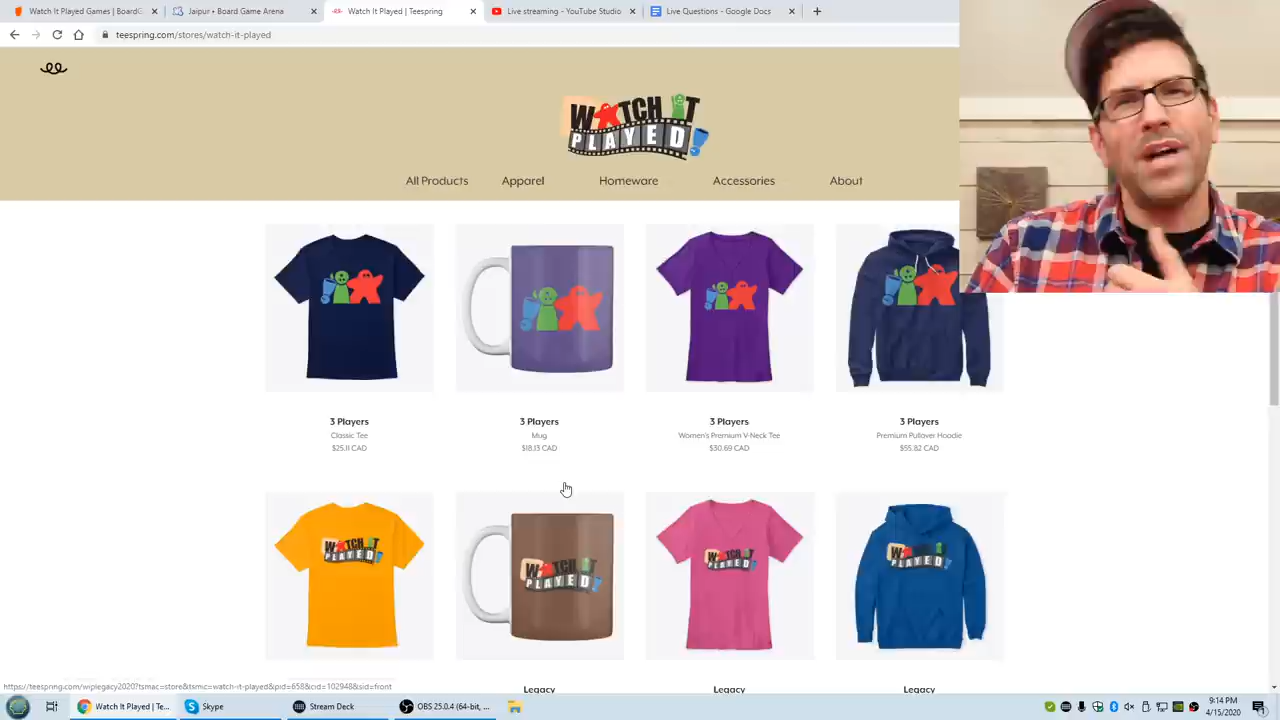 Watch It Played Games | BoardG
Jaipur • Board Game Arena
Watch It Played | Teespring
Live streaming - YouTube Studio
Live Questions - Google Docs
teespring.com/stores/watch-it-played
WATCH IT
PLAYED
All Products
Apparel
Homeware
Accessories
About
3 Players
Classic Tee
$25.11 CAD
3 Players
Mug
$18.13 CAD
3 Players
Women's Premium V-Neck Tee
$30.69 CAD
3 Players
Premium Pullover Hoodie
$55.82 CAD
WATCH IT
PLAYED
WATCH IT
PLAYED
WATCH IT
PLAYED
WATCH IT
PLAYED
Legacy
Legacy
Legacy
Watch It Played | Te...
Skype
Stream Deck
OBS 25.0.4 (64-bit, ...
9:14 PM
4/15/2020